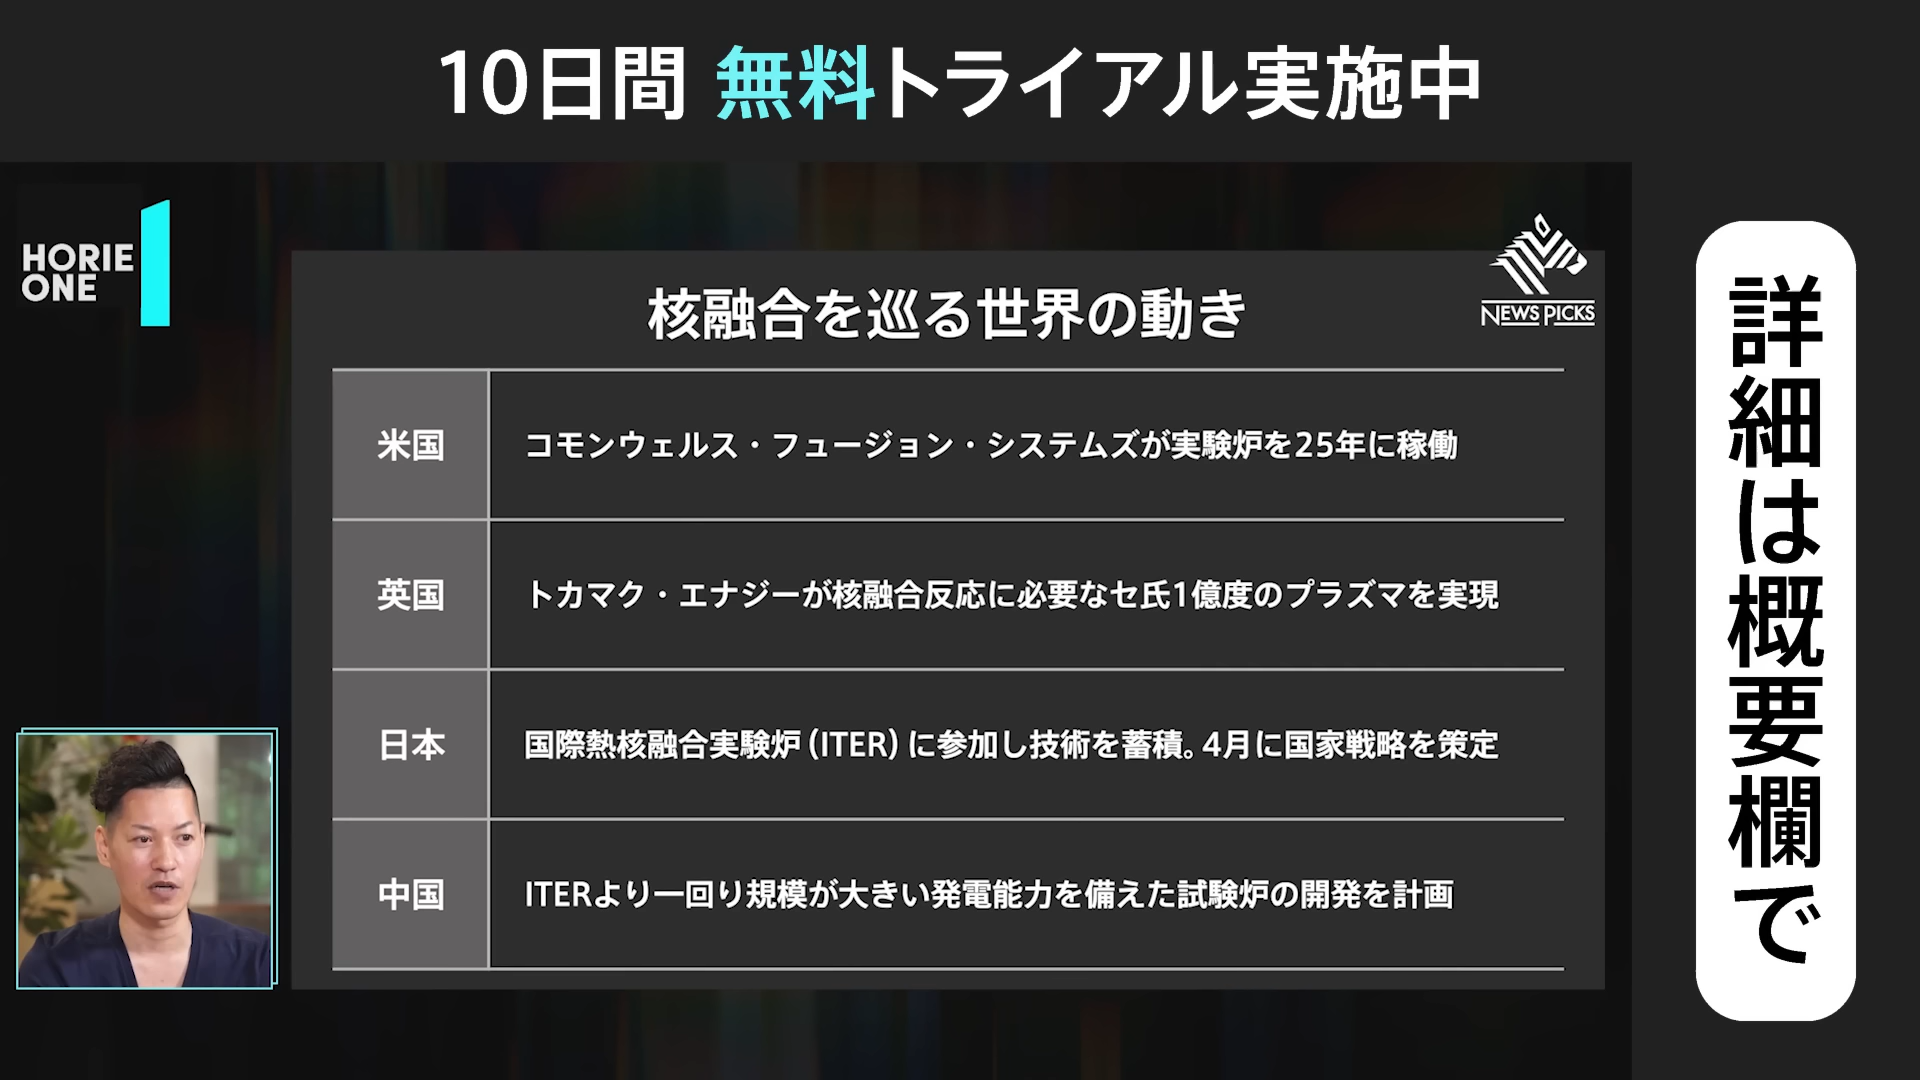 10日間 無料トライアル実施中
HORIE
ONE
NEWSPICKS
核融合を巡る世界の動き
米国
コモンウェルス・フュージョン・システムズが実験炉を25年に稼働
英国
トカマク・エナジーが核融合反応に必要なセ氏1億度のプラズマを実現
日本
国際熱核融合実験炉(ITER)に参加し技術を蓄積。4月に国家戦略を策定
中国
ITERより一回り規模が大きい発電能力を備えた試験炉の開発を計画
詳細は概要欄で